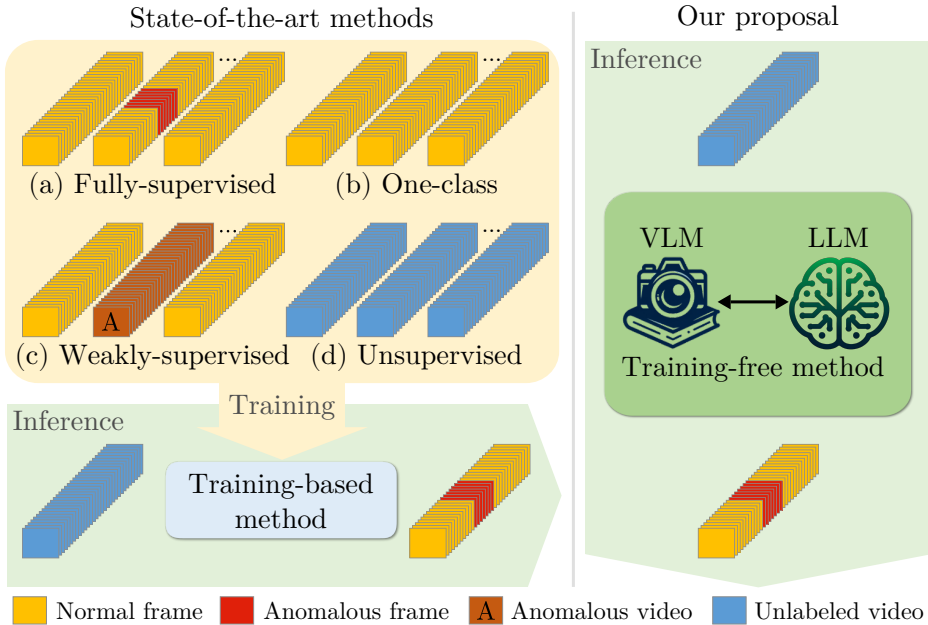 State-of-the-art methods
...
...
(a) Fully-supervised
(b) One-class
...
...
A
(c) Weakly-supervised
(d) Unsupervised
Training
Inference
Training-based
method
Our proposal
Inference
VLM
LLM
Training-free method
Normal frame
Anomalous frame
A
Anomalous video
Unlabeled video